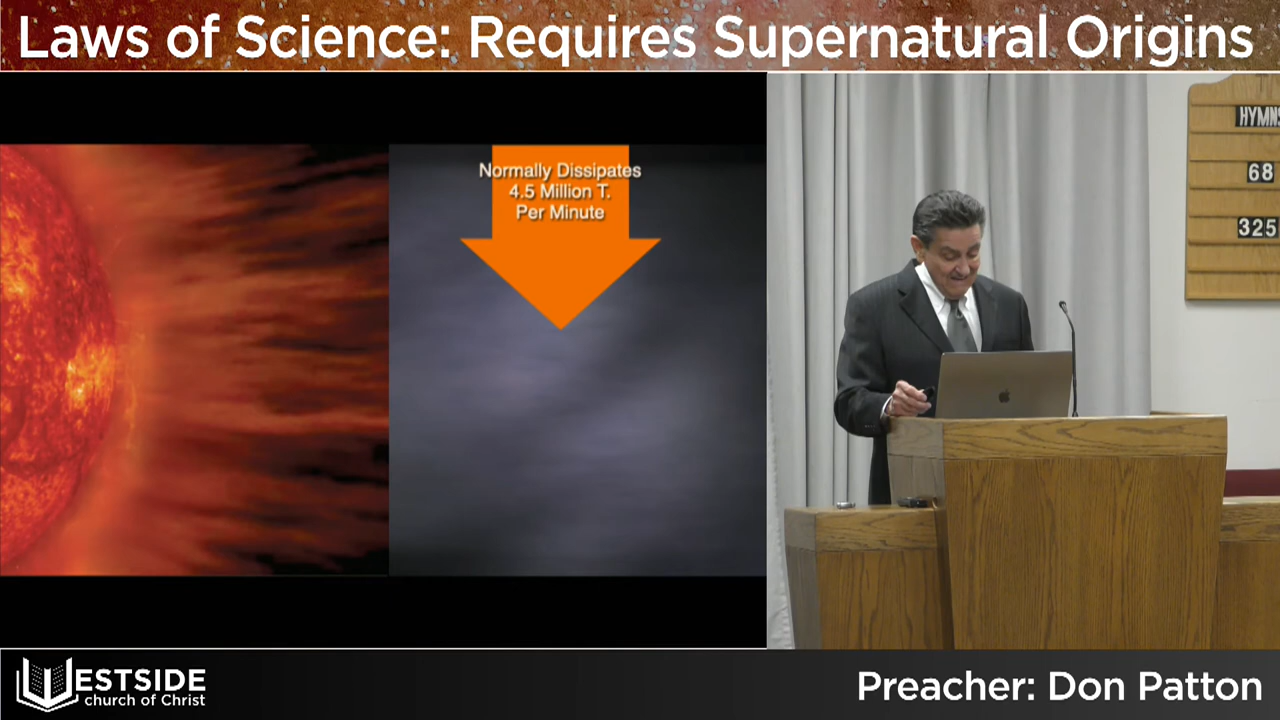 Laws of Science: Requires Supernatural Origins
Normally Dissipates
4.5 Million T.
Per Minute
HYMNS
68
325
WESTSIDE
church of Christ
Preacher: Don Patton